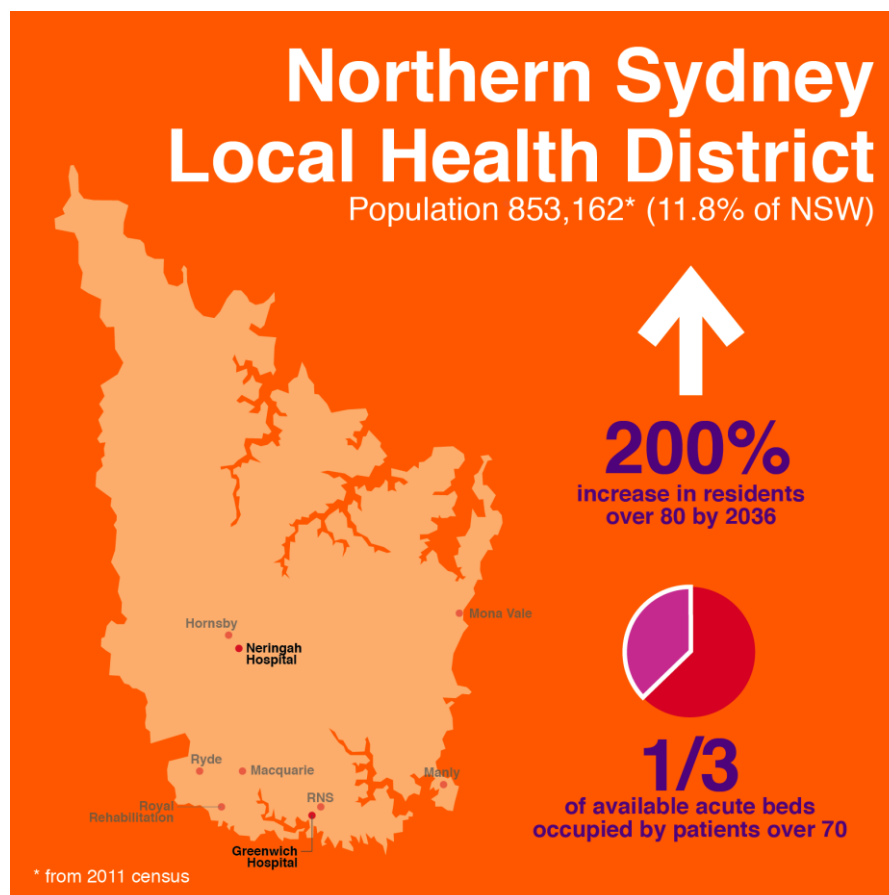 Northern Sydney
Local Health District
Population 853,162* (11.8% of NSW)
200%
increase in residents
over 80 by 2036
Mona Vale
Hornsby
Neringah
Hospital
Ryde
Macquarie
Manly
Royal
Rehabilitation
RNS
Greenwich
Hospital
1/3
of available acute beds
occupied by patients over 70
* from 2011 census